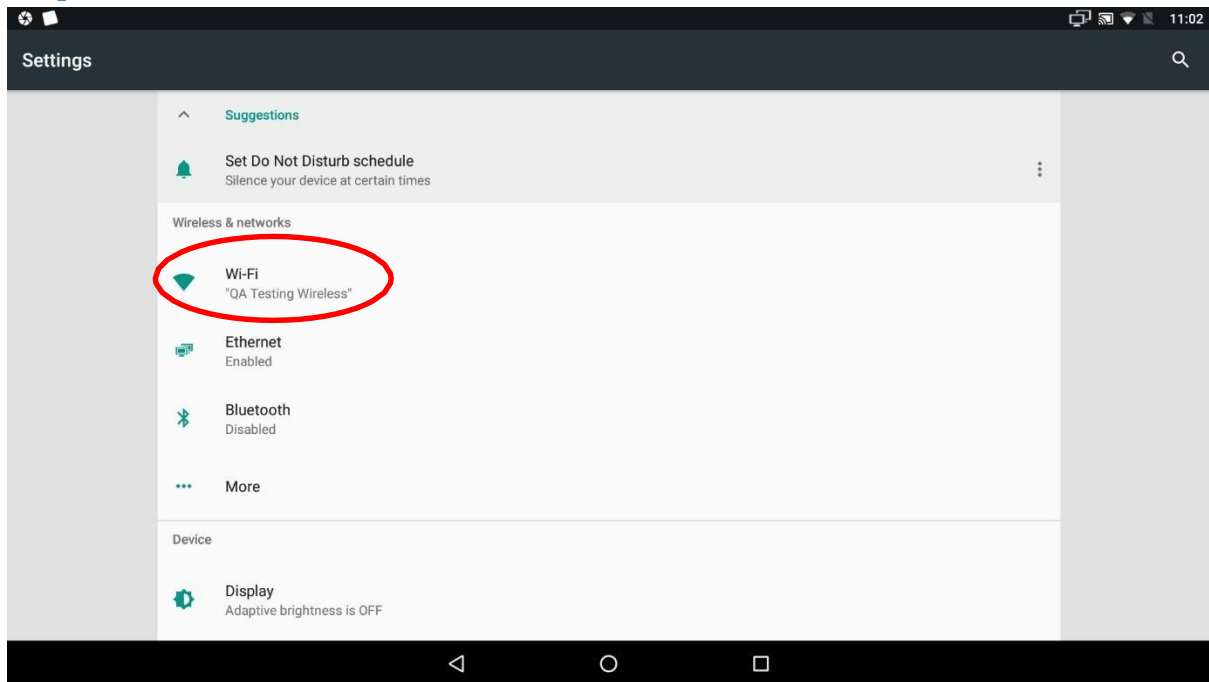 11:02
Settings
Suggestions
Set Do Not Disturb schedule
Silence your device at certain times
Wireless & networks
Wi-Fi
"QA Testing Wireless"
Ethernet
Enabled
Bluetooth
Disabled
More
Device
Display
Adaptive brightness is OFF